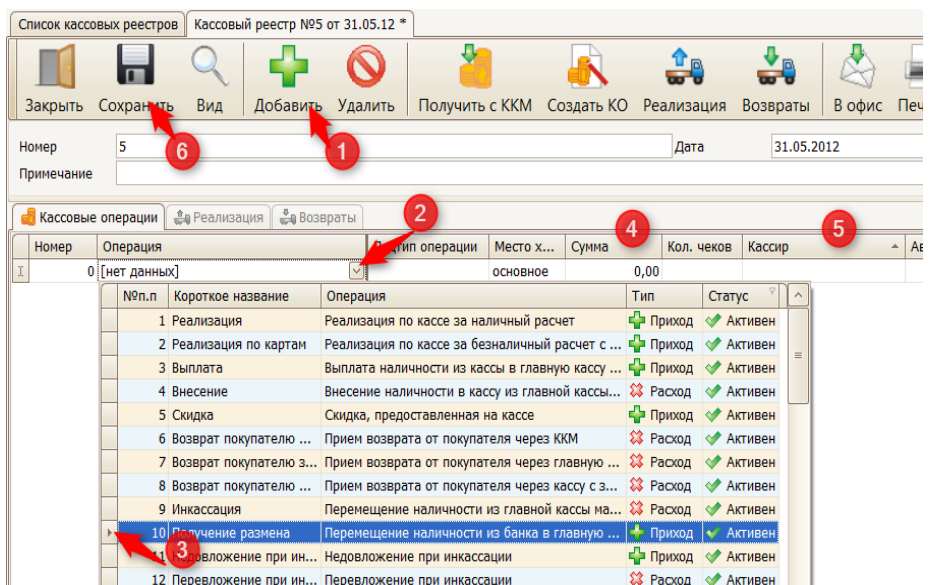 Список кассовых реестров Кассовый реестр №5 от 31.05.12 *
Закрыть Сохранить Вид Добавить Удалить Получить с ККМ Создать КО Реализация Возвраты В офис
6 1
Номер 5 Дата 31.05.2012
Примечание
Кассовые операции Реализация Возвраты
2 4 5
Номер Операция операции Место х... Сумма Кол. чеков Кассир
0 [нет данных] основное 0,00
№п.п Короткое название Операция Тип Статус
1 Реализация Реализация по кассе за наличный расчет Приход Активен
2 Реализация по картам Реализация по кассе за безналичный расчет с ... Приход Активен
3 Выплата Выплата наличности из кассы в главную кассу ... Приход Активен
4 Внесение Внесение наличности в кассу из главной кассы... Расход Активен
5 Скидка Скидка, предоставленная на кассе Приход Активен
6 Возврат покупателю ... Прием возврата от покупателя через ККМ Расход Активен
7 Возврат покупателю з... Прием возврата от покупателя через главную ... Расход Активен
8 Возврат покупателю ... Прием возврата от покупателя через кассу с з... Расход Активен
9 Инкассация Перемещение наличности из главной кассы ма... Расход Активен
10 Получение размена Перемещение наличности из банка в главную ... Приход Активен
3
11 Недовложение при ин... Недовложение при инкассации Приход Активен
12 Перевложение при ин... Перевложение при инкассации Расход Активен